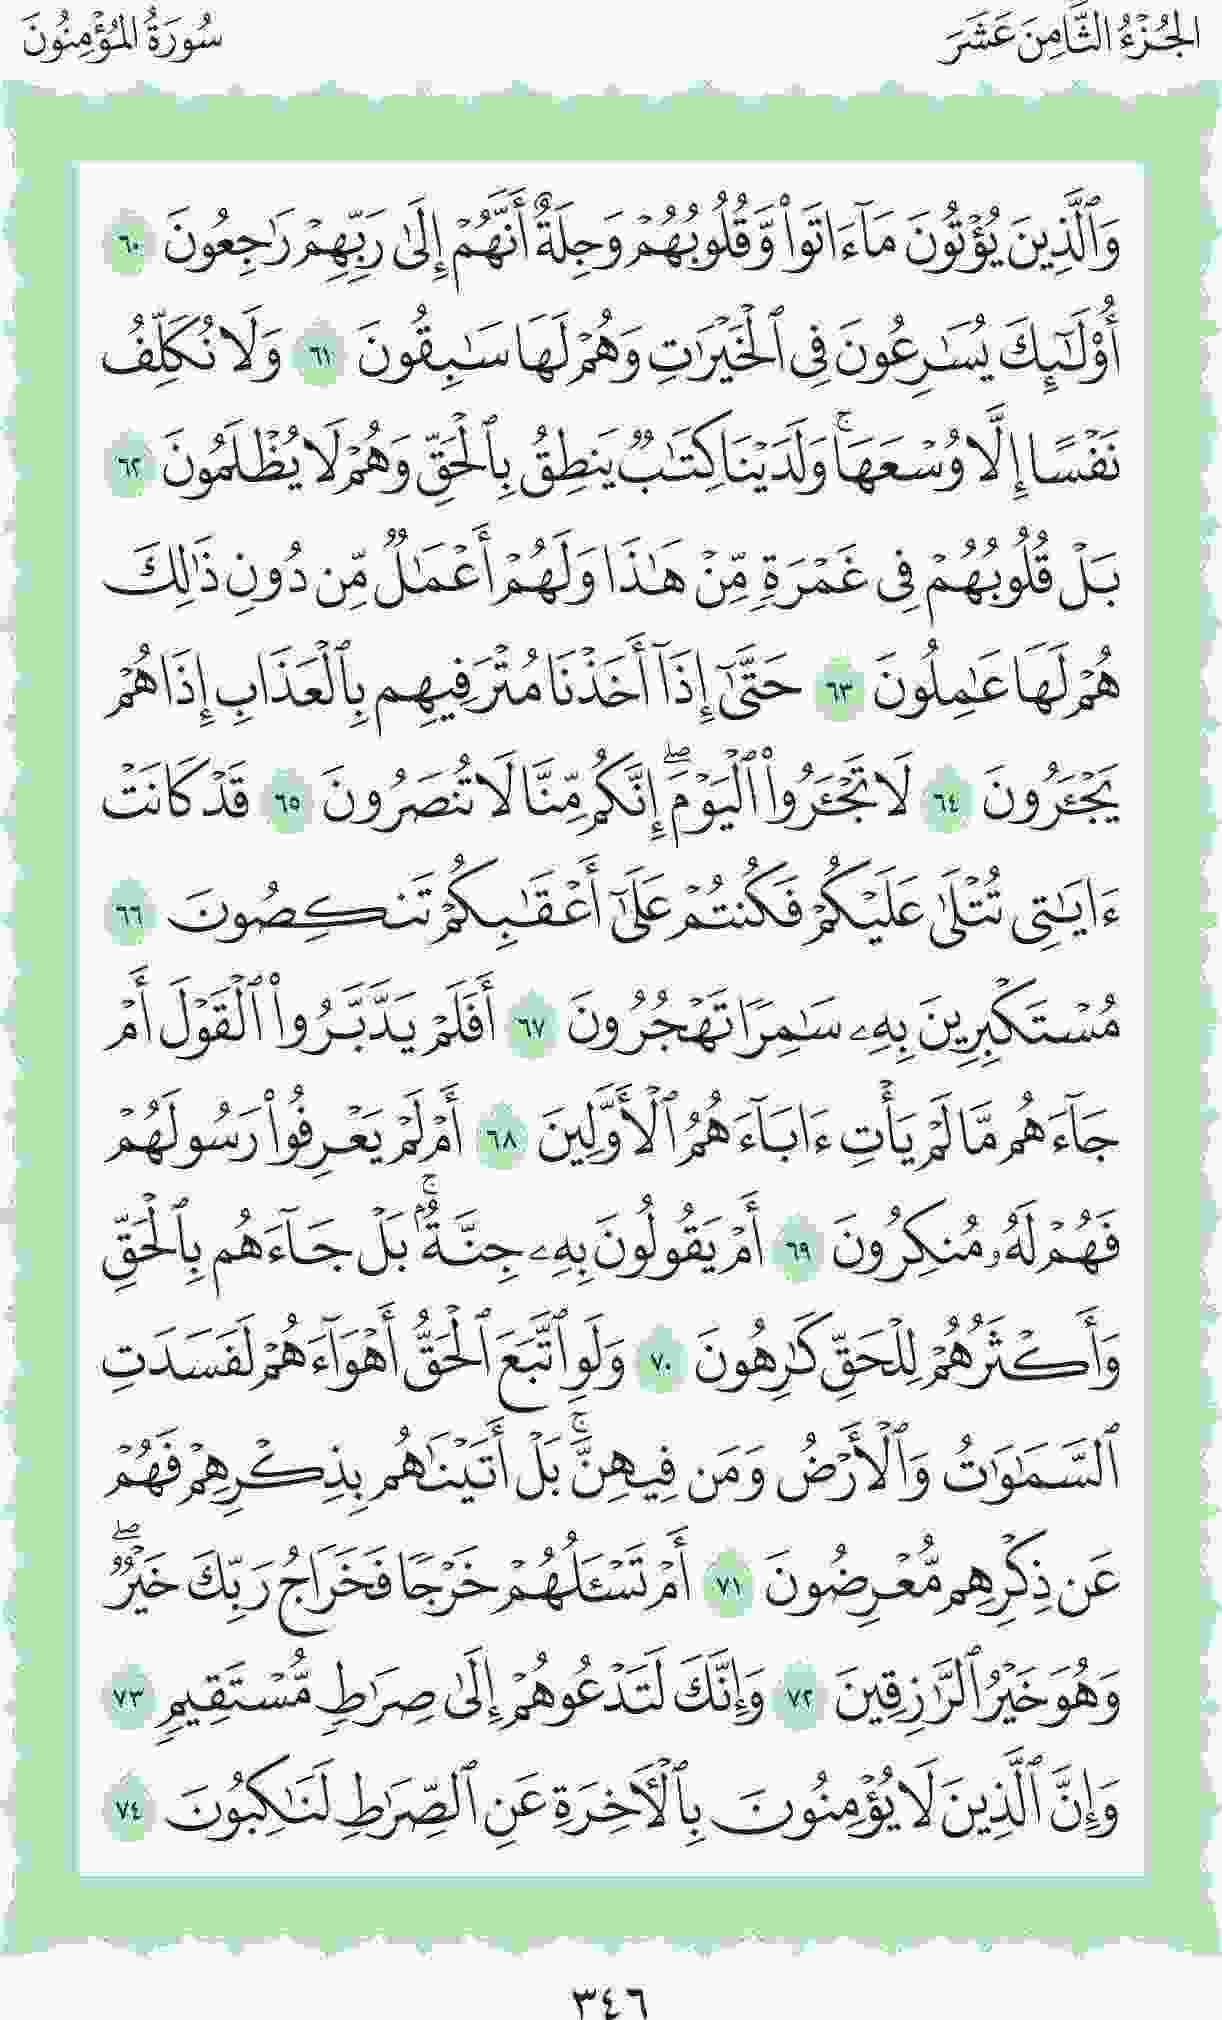 الجُزْءُ الثَّامِنَ عَشَرَ
سُورَةُ المُؤْمِنُونَ
وَٱلَّذِينَ يُؤْتُونَ مَآ ءَاتَوا۟ وَّقُلُوبُهُمْ وَجِلَةٌ أَنَّهُمْ إِلَىٰ رَبِّهِمْ رَٰجِعُونَ ٦٠
أُو۟لَـٰٓئِكَ يُسَـٰرِعُونَ فِى ٱلْخَيْرَٰتِ وَهُمْ لَهَا سَـٰبِقُونَ ٦١ وَلَا نُكَلِّفُ
نَفْسًا إِلَّا وُسْعَهَا ۚ وَلَدَيْنَا كِتَـٰبٌ يَنطِقُ بِٱلْحَقِّ وَهُمْ لَا يُظْلَمُونَ ٦٢
بَلْ قُلُوبُهُمْ فِى غَمْرَةٍ مِّنْ هَـٰذَا وَلَهُمْ أَعْمَـٰلٌ مِّن دُونِ ذَٰلِكَ
هُمْ لَهَا عَـٰمِلُونَ ٦٣ حَتَّىٰٓ إِذَآ أَخَذْنَا مُتْرَفِيهِم بِٱلْعَذَابِ إِذَا هُمْ
يَجْـَٔرُونَ ٦٤ لَا تَجْـَٔرُوا۟ ٱلْيَوْمَ ۖ إِنَّكُم مِّنَّا لَا تُنصَرُونَ ٦٥ قَدْ كَانَتْ
ءَايَـٰتِى تُتْلَىٰ عَلَيْكُمْ فَكُنتُمْ عَلَىٰٓ أَعْقَـٰبِكُمْ تَنكِصُونَ ٦٦
مُسْتَكْبِرِينَ بِهِۦ سَـٰمِرًا تَهْجُرُونَ ٦٧ أَفَلَمْ يَدَّبَّرُوا۟ ٱلْقَوْلَ أَمْ
جَآءَهُم مَّا لَمْ يَأْتِ ءَابَآءَهُمُ ٱلْأَوَّلِينَ ٦٨ أَمْ لَمْ يَعْرِفُوا۟ رَسُولَهُمْ
فَهُمْ لَهُۥ مُنكِرُونَ ٦٩ أَمْ يَقُولُونَ بِهِۦ جِنَّةٌۢ ۚ بَلْ جَآءَهُم بِٱلْحَقِّ
وَأَكْثَرُهُمْ لِلْحَقِّ كَـٰرِهُونَ ٧٠ وَلَوِ ٱتَّبَعَ ٱلْحَقُّ أَهْوَآءَهُمْ لَفَسَدَتِ
ٱلسَّمَـٰوَٰتُ وَٱلْأَرْضُ وَمَن فِيهِنَّ ۚ بَلْ أَتَيْنَـٰهُم بِذِكْرِهِمْ فَهُمْ
عَن ذِكْرِهِم مُّعْرِضُونَ ٧١ أَمْ تَسْـَٔلُهُمْ خَرْجًا فَخَرَاجُ رَبِّكَ خَيْرٌ ۖ
وَهُوَ خَيْرُ ٱلرَّٰزِقِينَ ٧٢ وَإِنَّكَ لَتَدْعُوهُمْ إِلَىٰ صِرَٰطٍ مُّسْتَقِيمٍ ٧٣
وَإِنَّ ٱلَّذِينَ لَا يُؤْمِنُونَ بِٱلْـَٔاخِرَةِ عَنِ ٱلصِّرَٰطِ لَنَـٰكِبُونَ ٧٤
٣٤٦